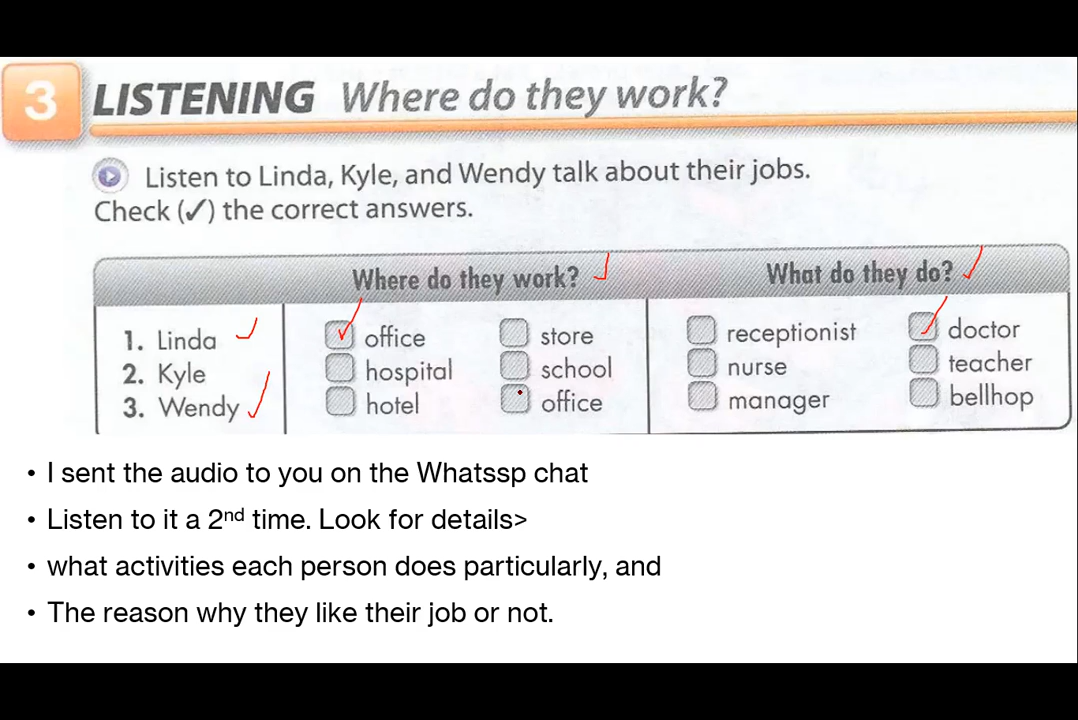 3 LISTENING Where do they work?
Listen to Linda, Kyle, and Wendy talk about their jobs.
Check (✓) the correct answers.
Where do they work? What do they do?
1. Linda office store receptionist doctor
2. Kyle hospital school nurse teacher
3. Wendy hotel office manager bellhop
• I sent the audio to you on the Whatssp chat
• Listen to it a 2nd time. Look for details>
• what activities each person does particularly, and
• The reason why they like their job or not.